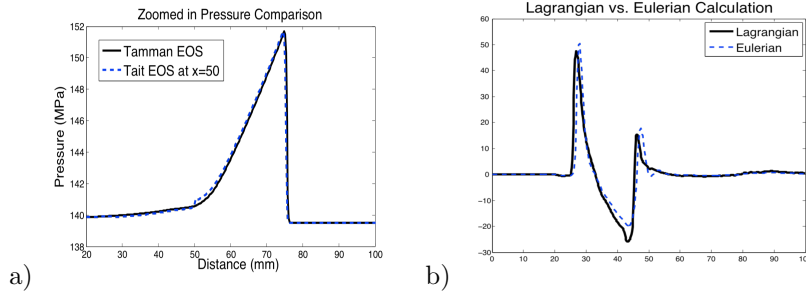 Zoomed in Pressure Comparison
152
150
148
146
144
142
140
138
Pressure (MPa)
Tamman EOS
Tait EOS at x=50
20 30 40 50 60 70 80 90 100
Distance (mm)
a)
Lagrangian vs. Eulerian Calculation
60
50
40
30
20
10
0
-10
-20
-30
Lagrangian
Eulerian
0 10 20 30 40 50 60 70 80 90 100
b)